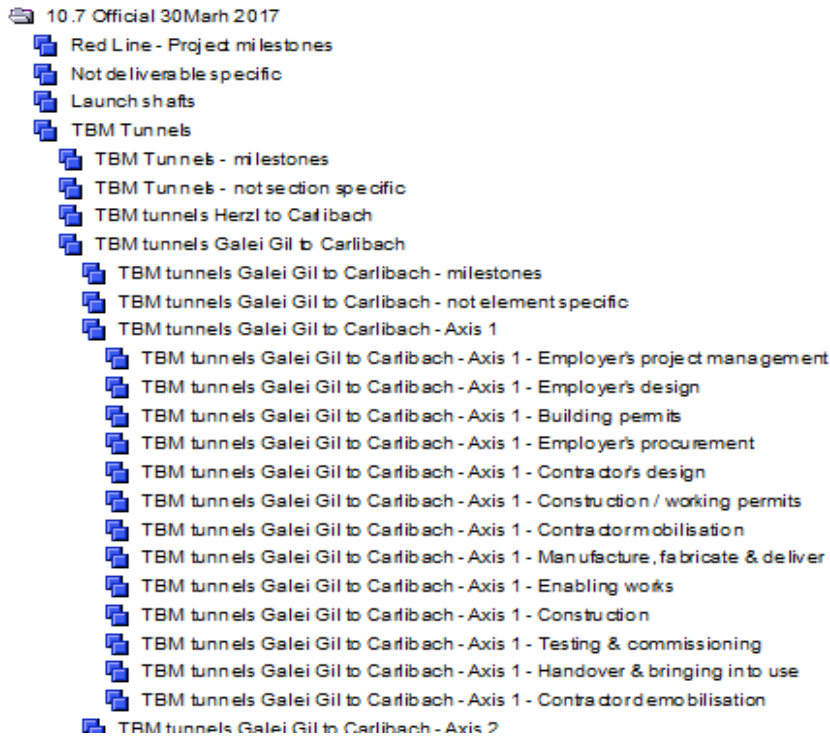 10.7 Official 30Marh 2017
Red Line - Project milestones
Not deliverable specific
Launch shafts
TBM Tunnels
TBM Tunnels - milestones
TBM Tunnels - not section specific
TBM tunnels Herzl to Carlibach
TBM tunnels Galei Gil to Carlibach
TBM tunnels Galei Gil to Carlibach - milestones
TBM tunnels Galei Gil to Carlibach - not element specific
TBM tunnels Galei Gil to Carlibach - Axis 1
TBM tunnels Galei Gil to Carlibach - Axis 1 - Employer's project management
TBM tunnels Galei Gil to Carlibach - Axis 1 - Employer's design
TBM tunnels Galei Gil to Carlibach - Axis 1 - Building permits
TBM tunnels Galei Gil to Carlibach - Axis 1 - Employer's procurement
TBM tunnels Galei Gil to Carlibach - Axis 1 - Contractor's design
TBM tunnels Galei Gil to Carlibach - Axis 1 - Construction / working permits
TBM tunnels Galei Gil to Carlibach - Axis 1 - Contractor mobilisation
TBM tunnels Galei Gil to Carlibach - Axis 1 - Manufacture, fabricate & deliver
TBM tunnels Galei Gil to Carlibach - Axis 1 - Enabling works
TBM tunnels Galei Gil to Carlibach - Axis 1 - Construction
TBM tunnels Galei Gil to Carlibach - Axis 1 - Testing & commissioning
TBM tunnels Galei Gil to Carlibach - Axis 1 - Handover & bringing into use
TBM tunnels Galei Gil to Carlibach - Axis 1 - Contractor demobilisation
TBM tunnels Galei Gil to Carlibach - Axis 2